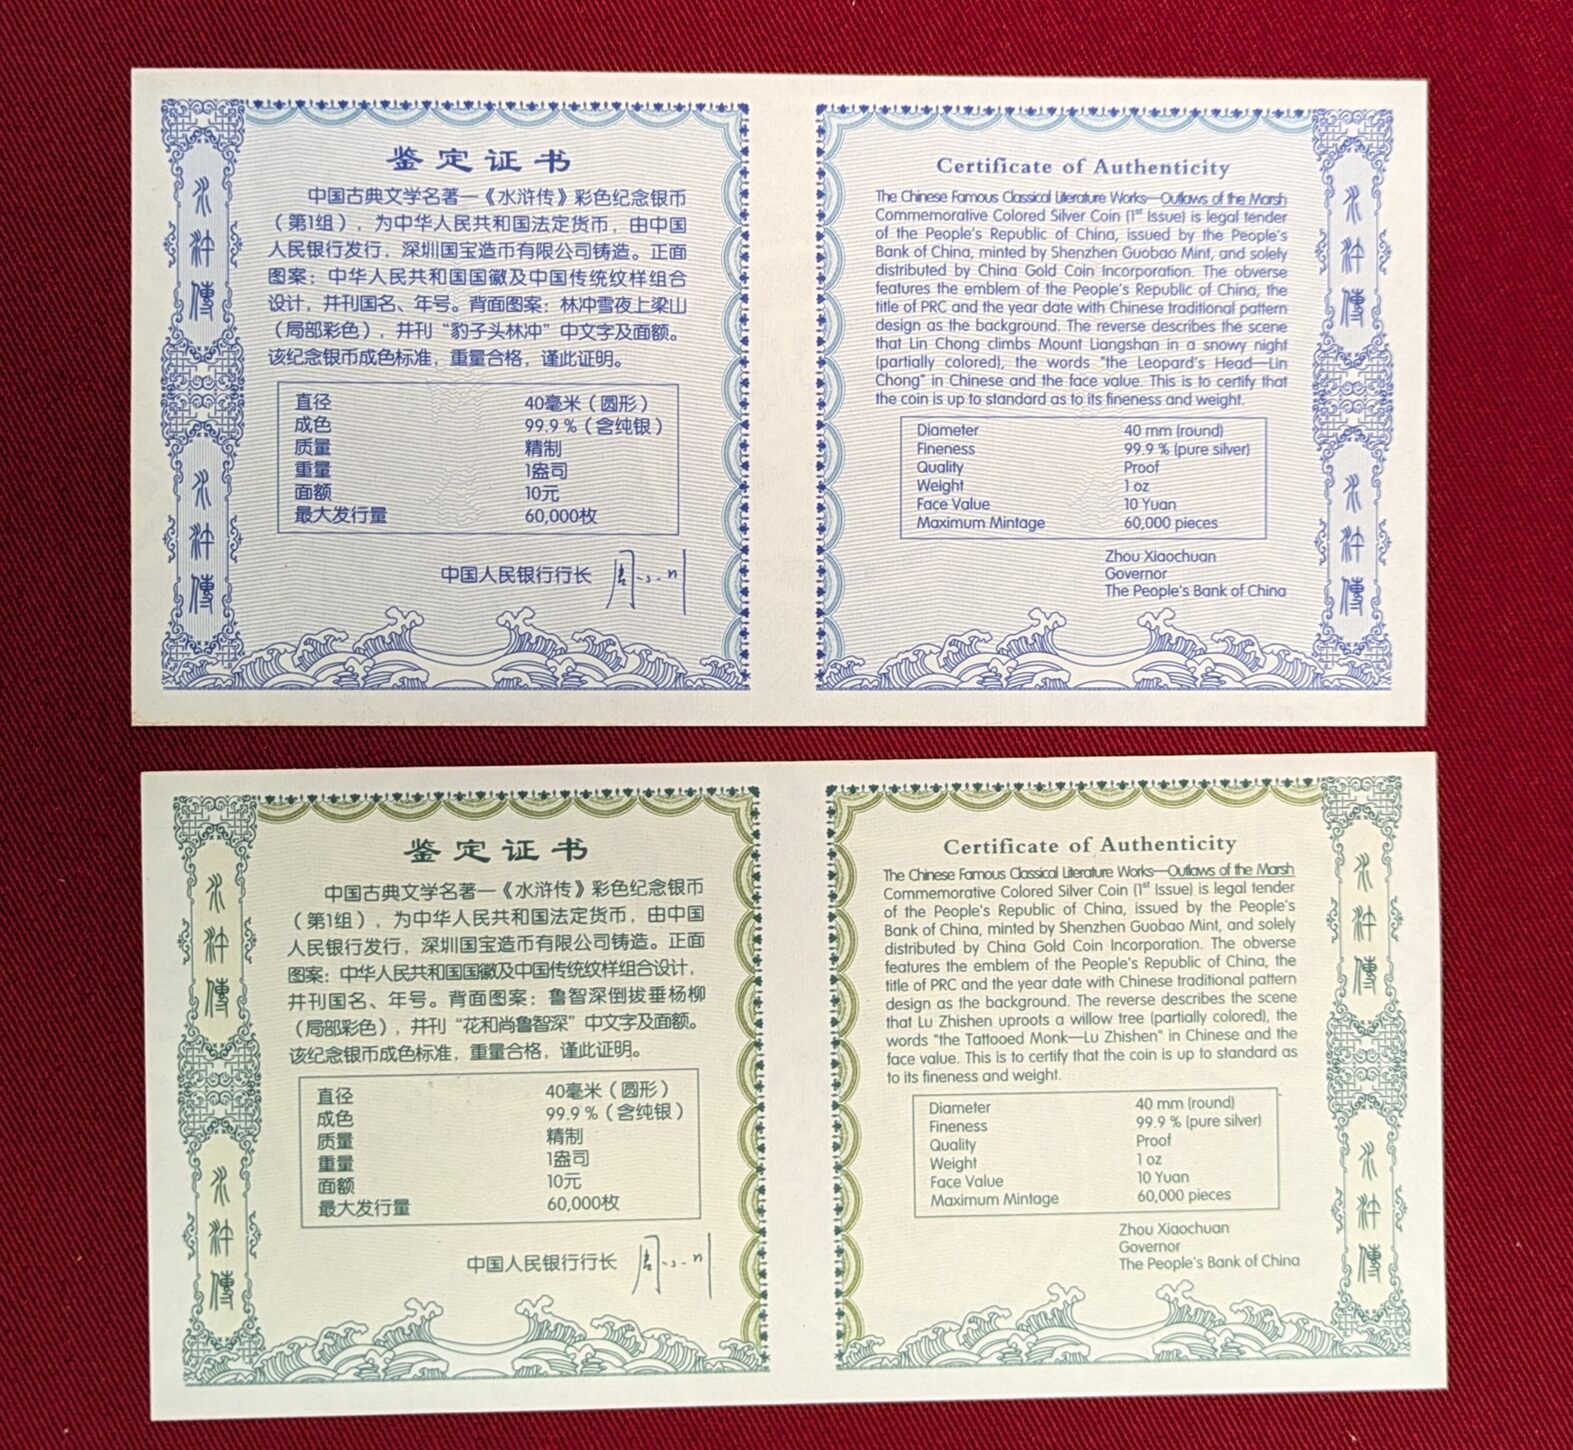 水滸傳
水滸傳
鉴定证书
中国古典文学名著—《水浒传》彩色纪念银币
（第1组），为中华人民共和国法定货币，由中国
人民银行发行，深圳国宝造币有限公司铸造。正面
图案：中华人民共和国国徽及中国传统纹样组合
设计，并刊国名、年号。背面图案：林冲雪夜上梁山
（局部彩色），并刊“豹子头林冲”中文字及面额。
该纪念银币成色标准，重量合格，谨此证明。
直径 40毫米（圆形）
成色 99.9％（含纯银）
质量 精制
重量 1盎司
面额 10元
最大发行量 60,000枚
中国人民银行行长
Certificate of Authenticity
The Chinese Famous Classical Literature Works—Outlaws of the Marsh
Commemorative Colored Silver Coin (1st Issue) is legal tender
of the People's Republic of China, issued by the People's
Bank of China, minted by Shenzhen Guobao Mint, and solely
distributed by China Gold Coin Incorporation. The obverse
features the emblem of the People's Republic of China, the
title of PRC and the year date with Chinese traditional pattern
design as the background. The reverse describes the scene
that Lin Chong climbs Mount Liangshan in a snowy night
(partially colored), the words "the Leopard's Head—Lin
Chong" in Chinese and the face value. This is to certify that
the coin is up to standard as to its fineness and weight.
Diameter 40 mm (round)
Fineness 99.9 % (pure silver)
Quality Proof
Weight 1 oz
Face Value 10 Yuan
Maximum Mintage 60,000 pieces
Zhou Xiaochuan
Governor
The People's Bank of China
水滸傳
水滸傳
水滸傳
水滸傳
鉴定证书
中国古典文学名著—《水浒传》彩色纪念银币
（第1组），为中华人民共和国法定货币，由中国
人民银行发行，深圳国宝造币有限公司铸造。正面
图案：中华人民共和国国徽及中国传统纹样组合设计，
并刊国名、年号。背面图案：鲁智深倒拔垂杨柳
（局部彩色），并刊“花和尚鲁智深”中文字及面额。
该纪念银币成色标准，重量合格，谨此证明。
直径 40毫米（圆形）
成色 99.9％（含纯银）
质量 精制
重量 1盎司
面额 10元
最大发行量 60,000枚
中国人民银行行长
Certificate of Authenticity
The Chinese Famous Classical Literature Works—Outlaws of the Marsh
Commemorative Colored Silver Coin (1st Issue) is legal tender
of the People's Republic of China, issued by the People's
Bank of China, minted by Shenzhen Guobao Mint, and solely
distributed by China Gold Coin Incorporation. The obverse
features the emblem of the People's Republic of China, the
title of PRC and the year date with Chinese traditional pattern
design as the background. The reverse describes the scene
that Lu Zhishen uproots a willow tree (partially colored), the
words "the Tattooed Monk—Lu Zhishen" in Chinese and the
face value. This is to certify that the coin is up to standard as
to its fineness and weight.
Diameter 40 mm (round)
Fineness 99.9 % (pure silver)
Quality Proof
Weight 1 oz
Face Value 10 Yuan
Maximum Mintage 60,000 pieces
Zhou Xiaochuan
Governor
The People's Bank of China
水滸傳
水滸傳